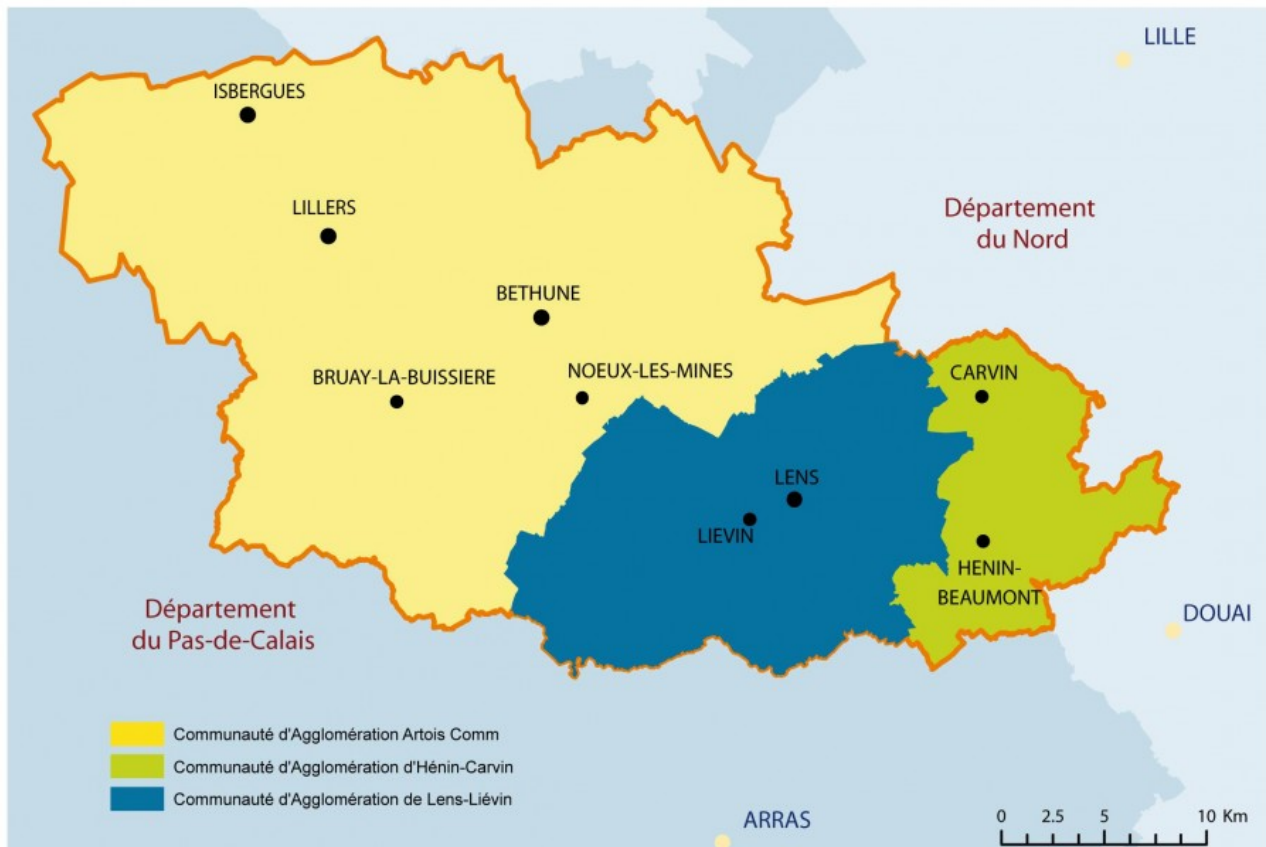 LILLE
ISBERGUES
Département
du Nord
LILLERS
BETHUNE
BRUAY-LA-BUISSIERE
NOEUX-LES-MINES
CARVIN
LENS
LIEVIN
HENIN-
BEAUMONT
Département
du Pas-de-Calais
DOUAI
Communauté d'Agglomération Artois Comm
Communauté d'Agglomération d'Hénin-Carvin
Communauté d'Agglomération de Lens-Liévin
ARRAS
0 2.5 5 10 Km